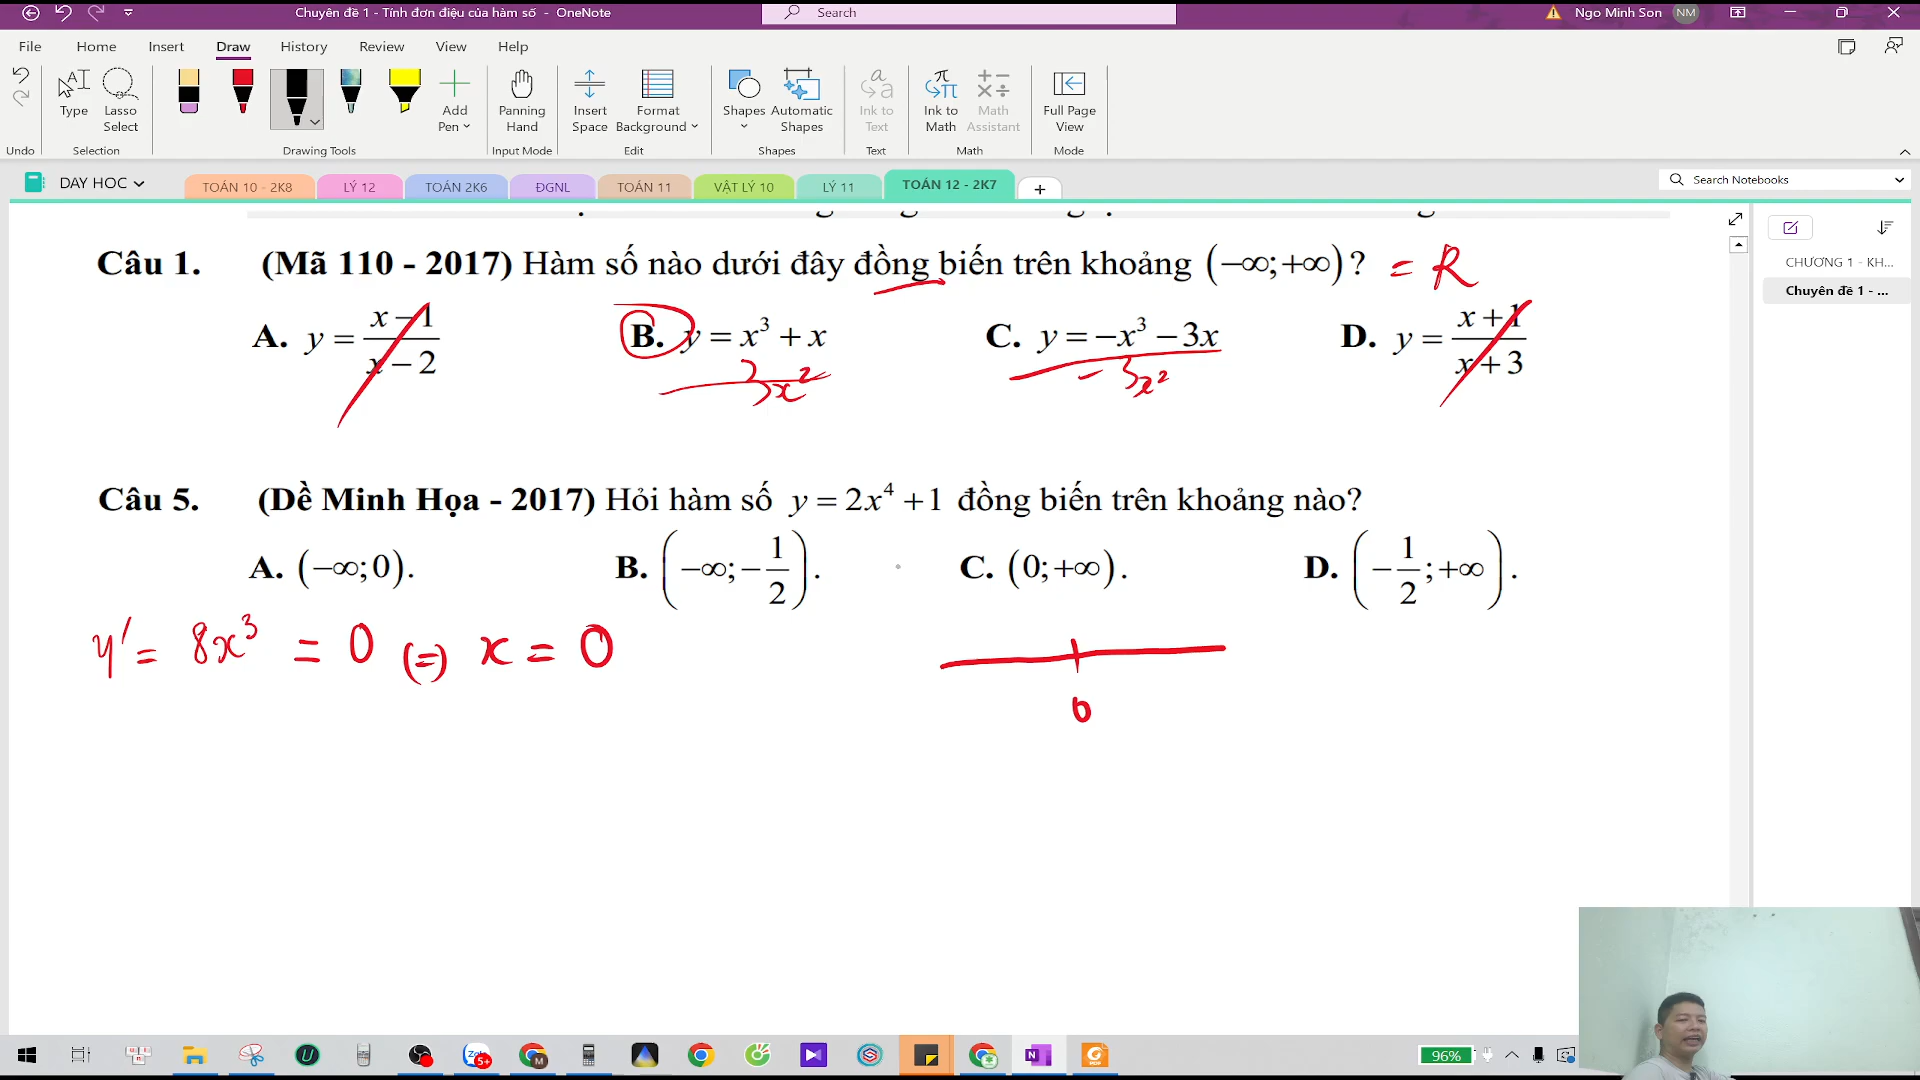 Chuyên đề 1 - Tính đơn điệu của hàm số - OneNote
Search
Ngo Minh Son
NM
File Home Insert Draw History Review View Help
Type
Lasso Select
Add Pen
Panning Hand
Insert Space
Format Background
Shapes
Automatic Shapes
Ink to Text
Ink to Math
Math Assistant
Full Page View
Undo Selection Drawing Tools Input Mode Edit Shapes Text Math Mode
DAY HOC
TOÁN 10 - 2K8
LÝ 12
TOÁN 2K6
ĐGNL
TOÁN 11
VẬT LÝ 10
LÝ 11
TOÁN 12 - 2K7
Search Notebooks
CHƯƠNG 1 - KH...
Chuyên đề 1 - ...
Câu 1. (Mã 110 - 2017) Hàm số nào dưới đây đồng biến trên khoảng (−∞;+∞)? = R
A. y = (x−1)/(x−2) B. y = x³ + x C. y = −x³ − 3x D. y = (x+1)/(x+3)
3x² −3x²
Câu 5. (Dề Minh Họa - 2017) Hỏi hàm số y = 2x⁴ +1 đồng biến trên khoảng nào?
A. (−∞;0). B. (−∞;−1/2). C. (0;+∞). D. (−1/2;+∞).
y' = 8x³ = 0 (=) x = 0
0
96%